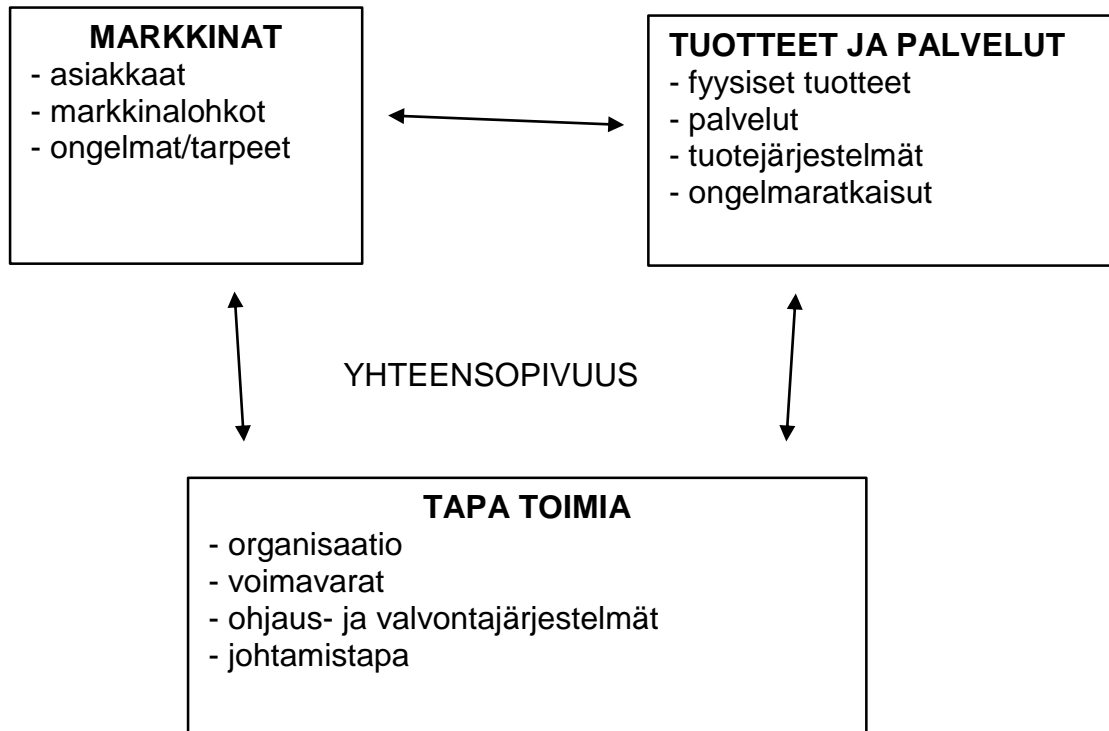 MARKKINAT
- asiakkaat
- markkinalohkot
- ongelmat/tarpeet
TUOTTEET JA PALVELUT
- fyysiset tuotteet
- palvelut
- tuotejärjestelmät
- ongelmaratkaisut
YHTEENSOPIVUUS
TAPA TOIMIA
- organisaatio
- voimavarat
- ohjaus- ja valvontajärjestelmät
- johtamistapa